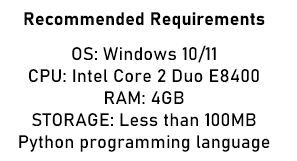 Recommended Requirements
OS: Windows 10/11
CPU: Intel Core 2 Duo E8400
RAM: 4GB
STORAGE: Less than 100MB
Python programming language